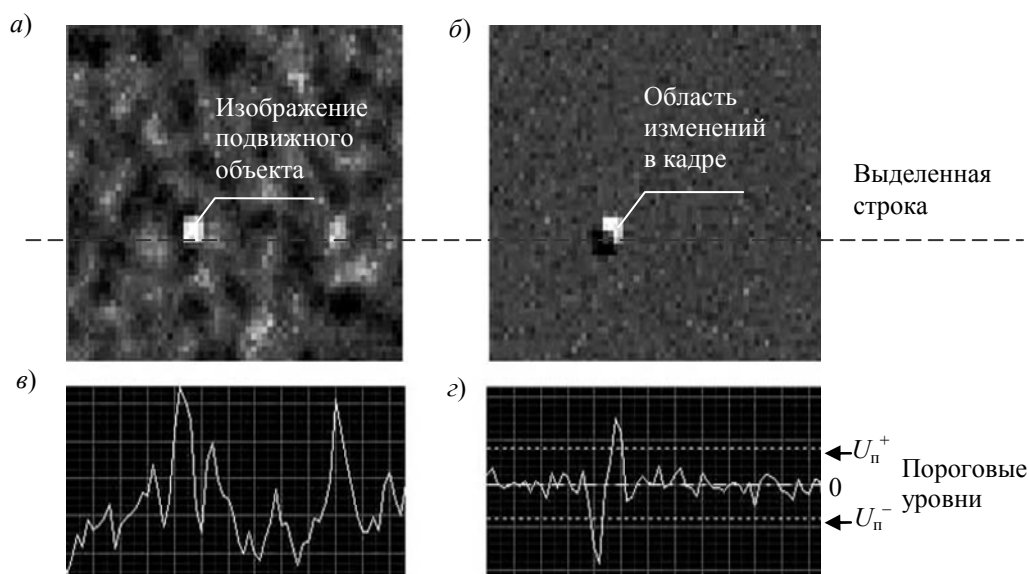 а)
Изображение
подвижного
объекта
б)
Область
изменений
в кадре
Выделенная
строка
в)
г)
Uп+
0
Uп−
Пороговые
уровни